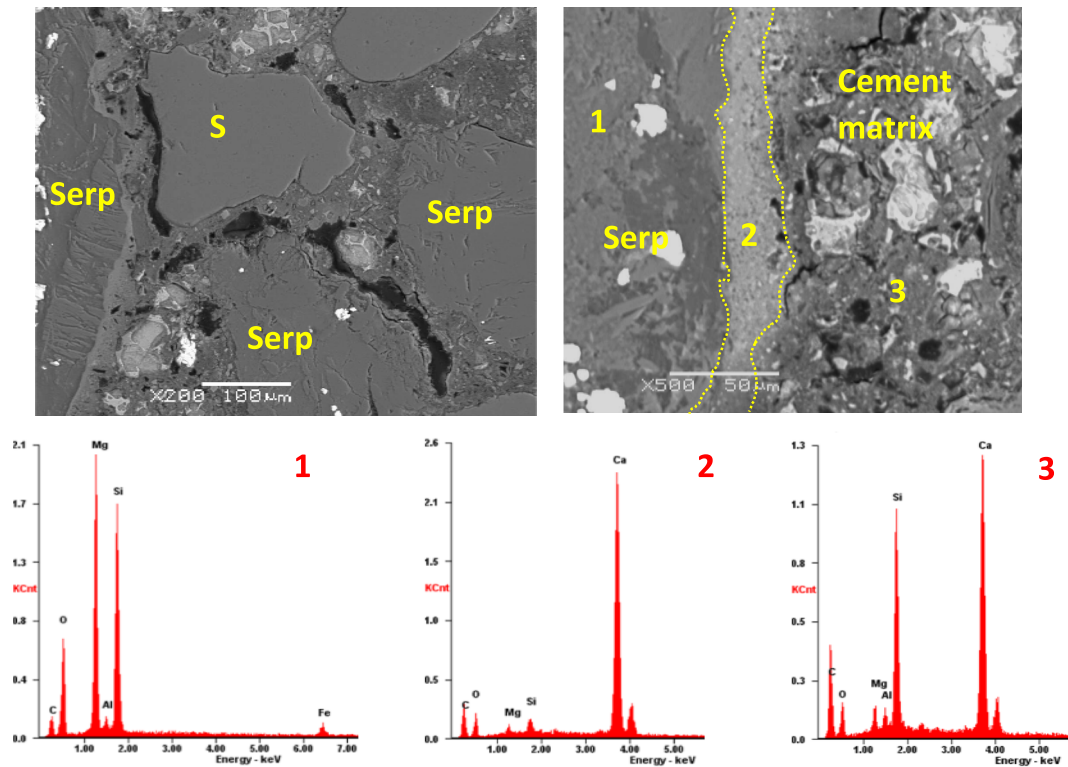 S
Serp
Serp
Serp
X200 100μm
Cement
matrix
1
Serp
2
3
X500 50μm
1
2.1
1.7
1.3
KCnt
0.8
0.4
0.0
C
O
Mg
Al
Si
Fe
1.00 2.00 3.00 4.00 5.00 6.00 7.00
Energy - keV
2
2.6
2.1
1.5
KCnt
1.0
0.5
0.0
C
O
Mg
Si
Ca
1.00 2.00 3.00 4.00 5.00
Energy - keV
3
1.3
1.1
0.8
KCnt
0.5
0.3
0.0
C
O
Mg
Al
Si
Ca
1.00 2.00 3.00 4.00 5.00
Energy - keV